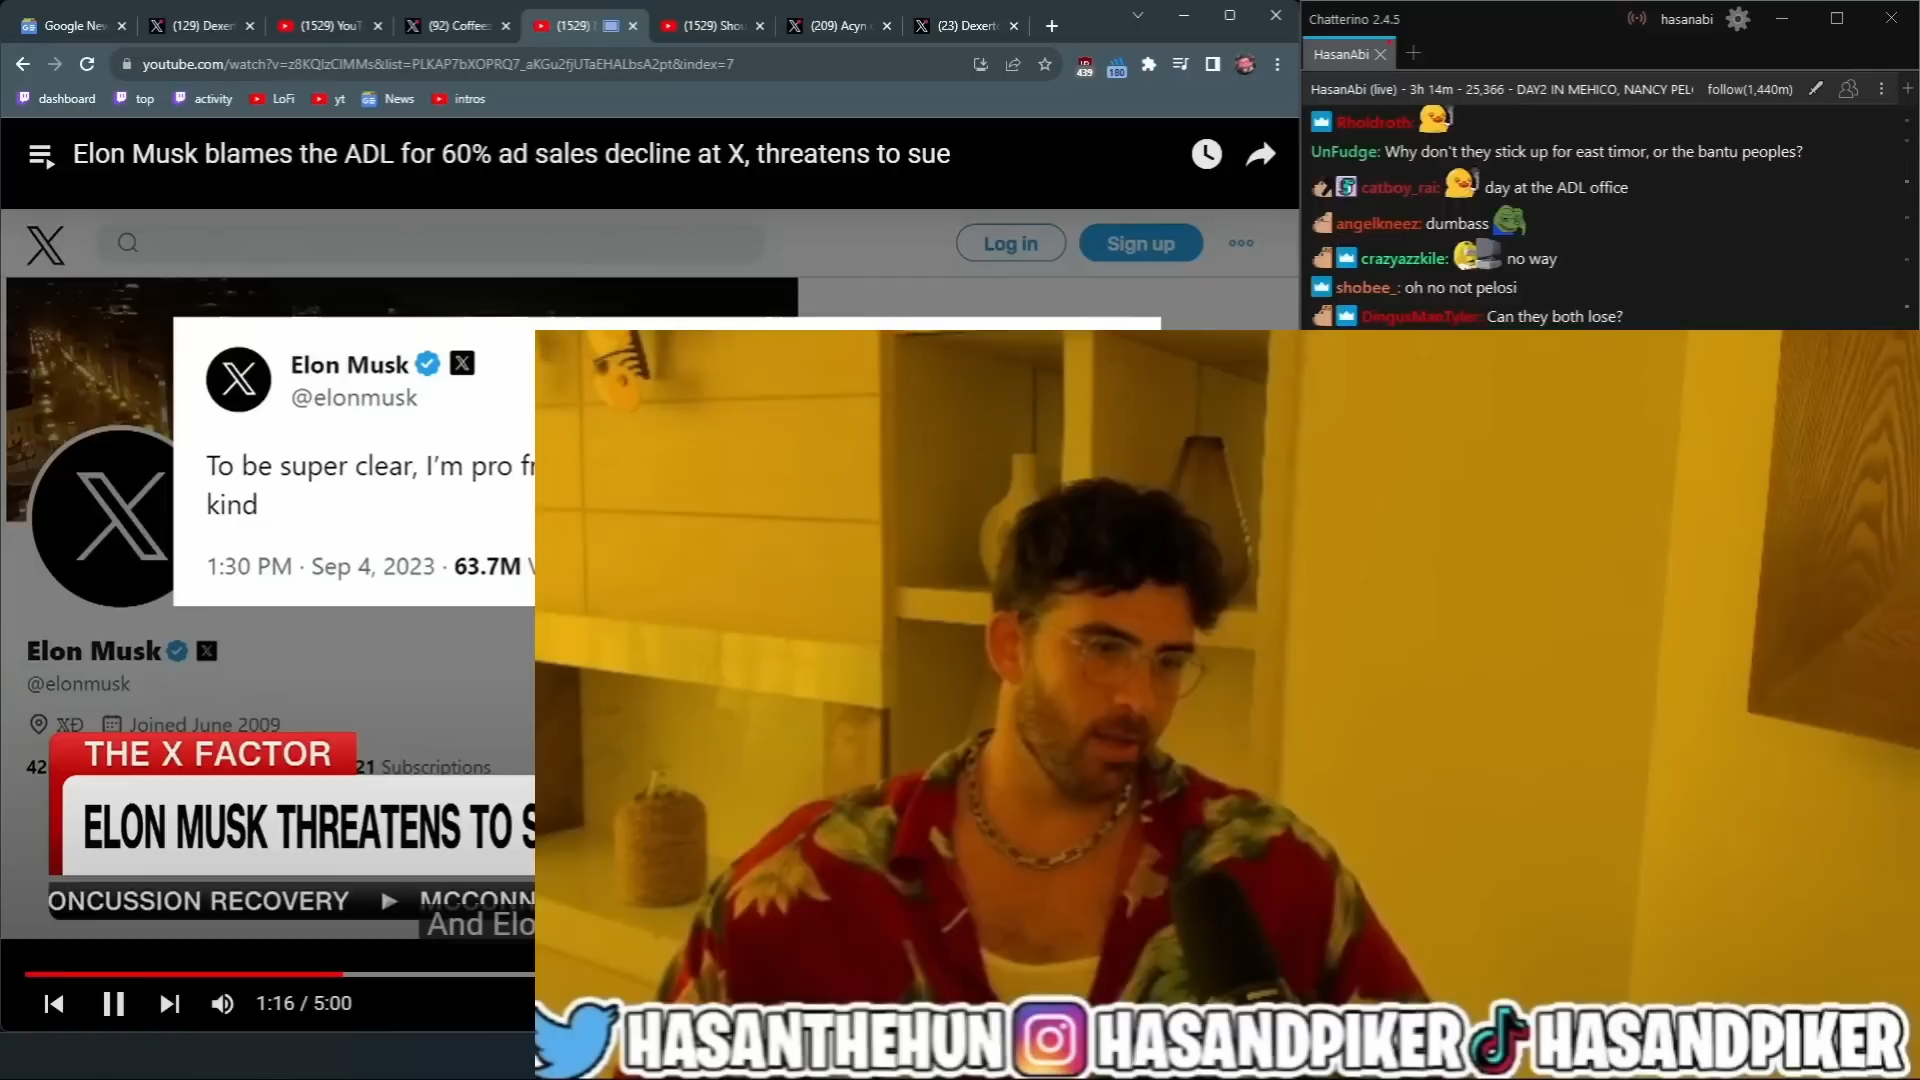 Google New
(129) Dexer
(1529) YouT
(92) Coffee
(1529)
(1529) Shou
(209) Acyn
(23) Dexert
youtube.com/watch?v=z8KQlzClMMs&list=PLKAP7bXOPRQ7_aKGu2fjUTaEHALbsA2pt&index=7
439
180
dashboard
top
activity
LoFi
yt
News
intros
Elon Musk blames the ADL for 60% ad sales decline at X, threatens to sue
Log in
Sign up
Elon Musk
@elonmusk
To be super clear, I'm pro fr
kind
1:30 PM · Sep 4, 2023 · 63.7M V
Elon Musk
@elonmusk
Joined June 2009
42
21 Subscriptions
THE X FACTOR
ELON MUSK THREATENS TO S
ONCUSSION RECOVERY ▶ MCCONN
And Elo
1:16 / 5:00
Chatterino 2.4.5
hasanabi
HasanAbi
HasanAbi (live) - 3h 14m - 25,366 - DAY2 IN MEHICO, NANCY PEL
follow(1,440m)
Rholdroth:
UnFudge: Why don't they stick up for east timor, or the bantu peoples?
catboy_rai: day at the ADL office
angelkneez: dumbass
crazyazzkile: no way
shobee_: oh no not pelosi
DingusManTyler: Can they both lose?
HASANTHEHUN
HASANDPIKER
HASANDPIKER